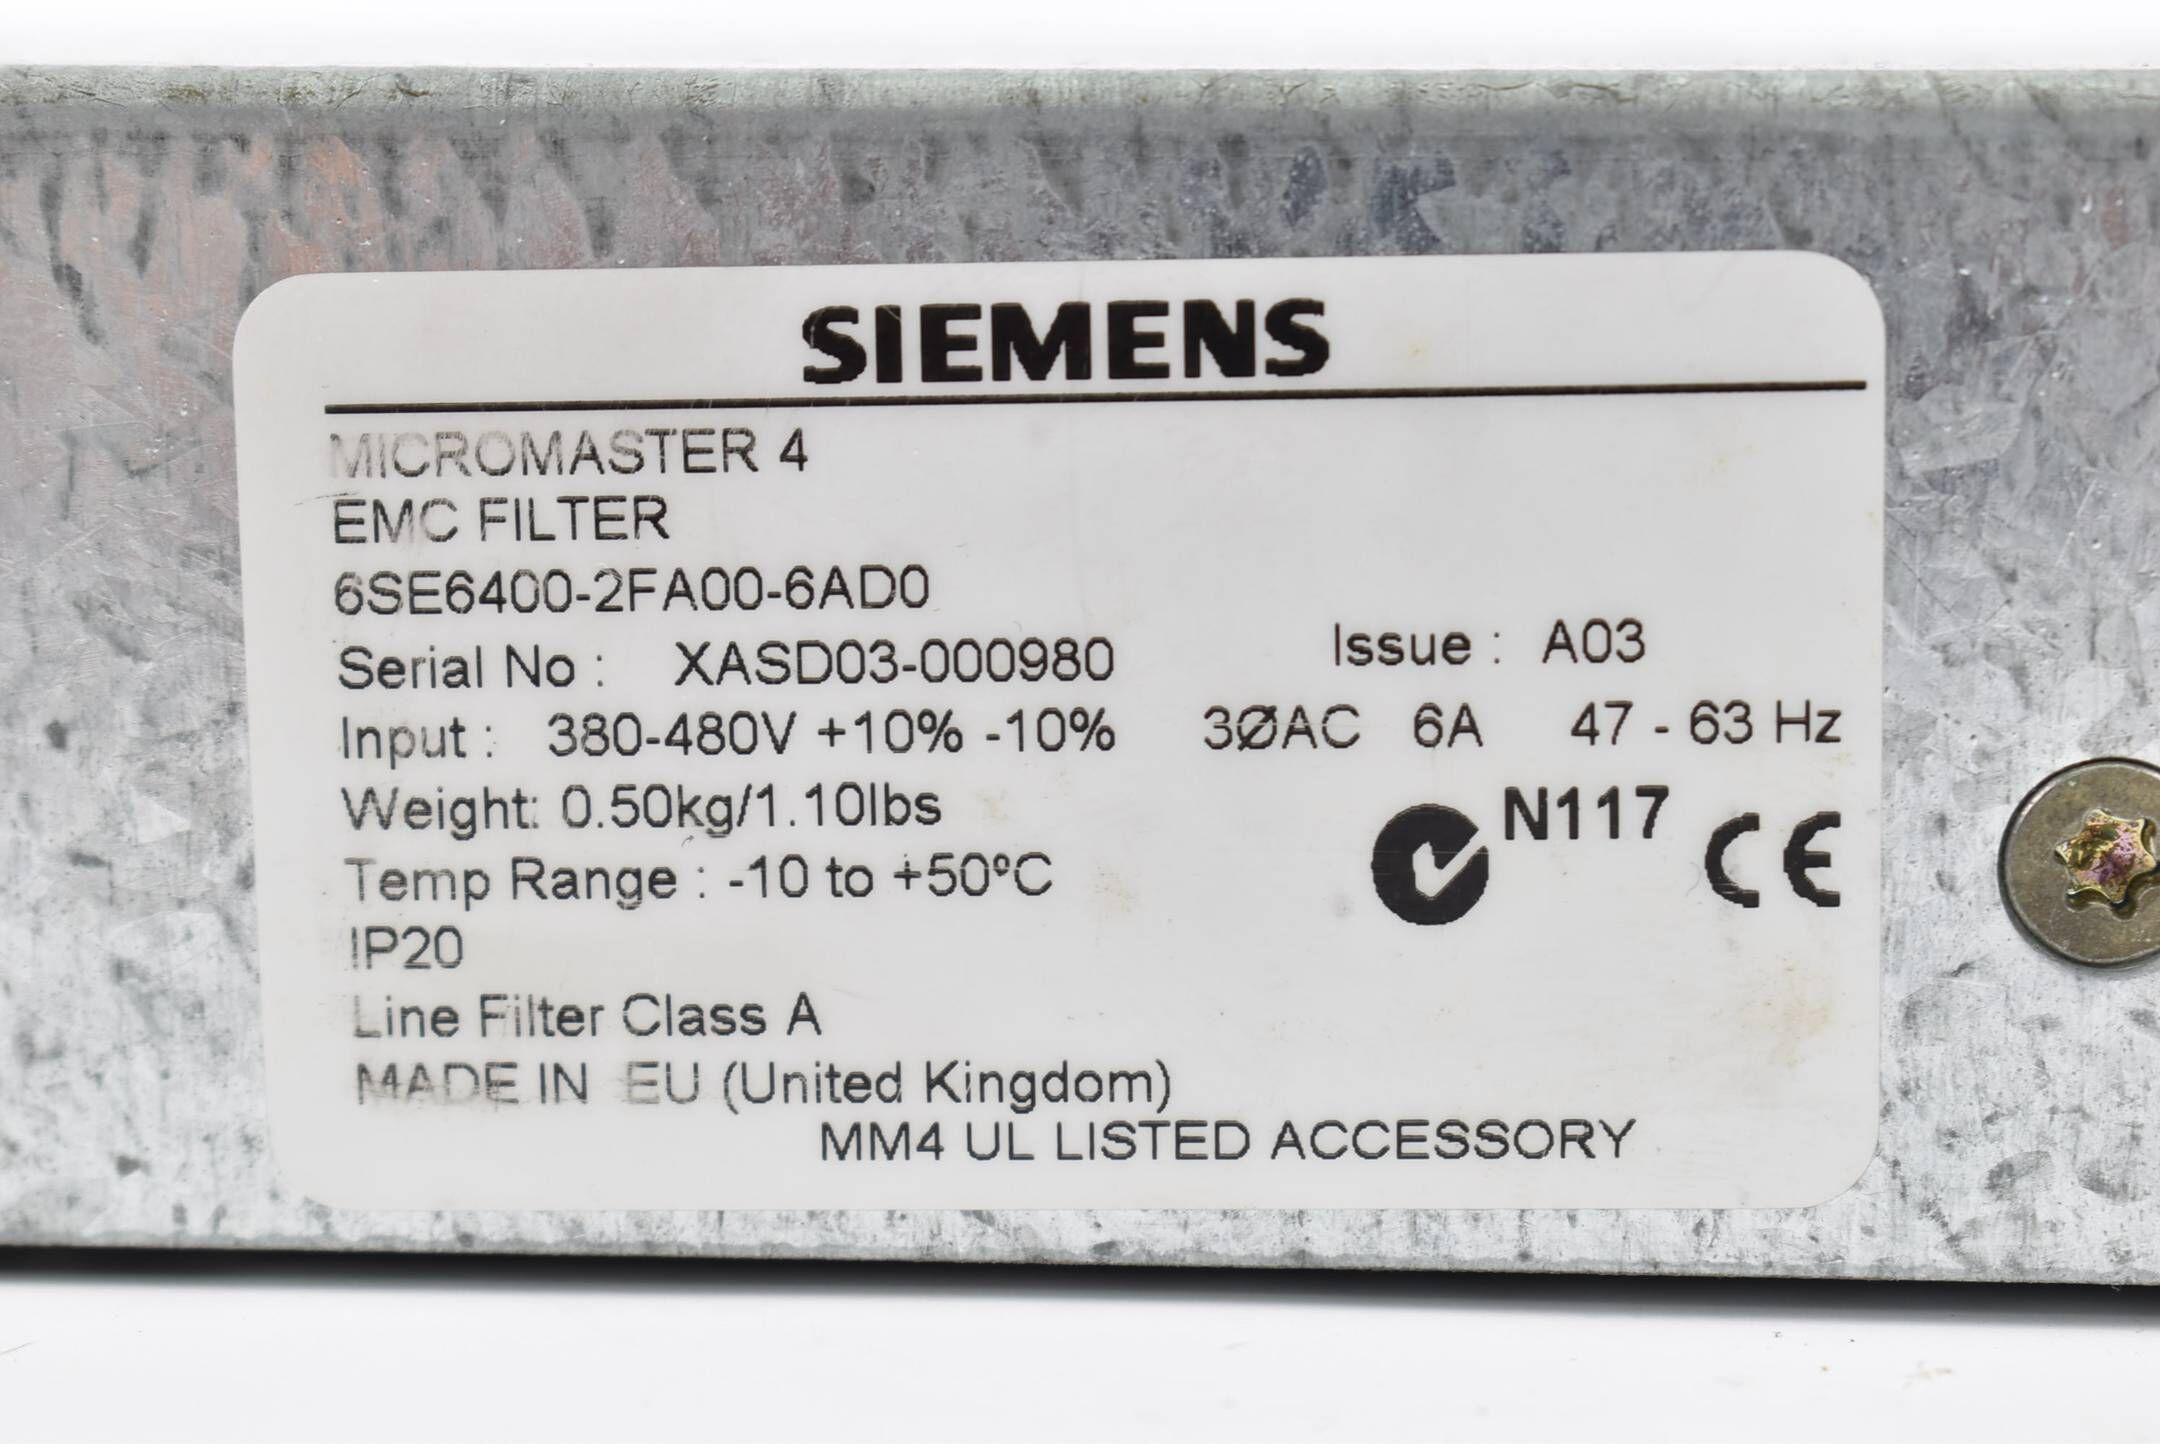 SIEMENS
MICROMASTER 4
EMC FILTER
6SE6400-2FA00-6AD0
Serial No : XASD03-000980 Issue : A03
Input : 380-480V +10% -10% 3ØAC 6A 47 - 63 Hz
Weight: 0.50kg/1.10lbs N117 CE
Temp Range : -10 to +50ºC
IP20
Line Filter Class A
MADE IN EU (United Kingdom)
MM4 UL LISTED ACCESSORY